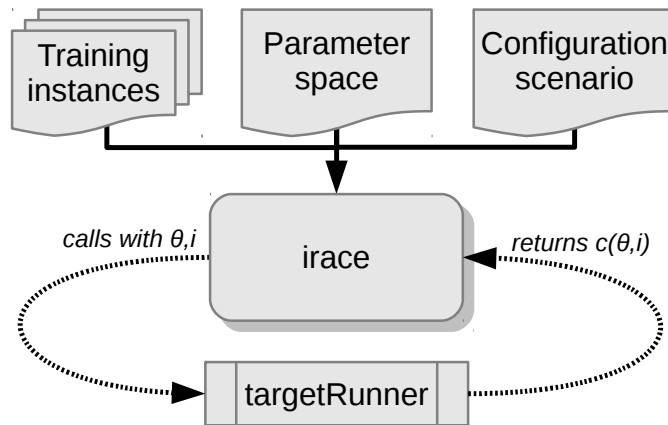 Training
instances
Parameter
space
Configuration
scenario
calls with θ,i
irace
returns c(θ,i)
targetRunner